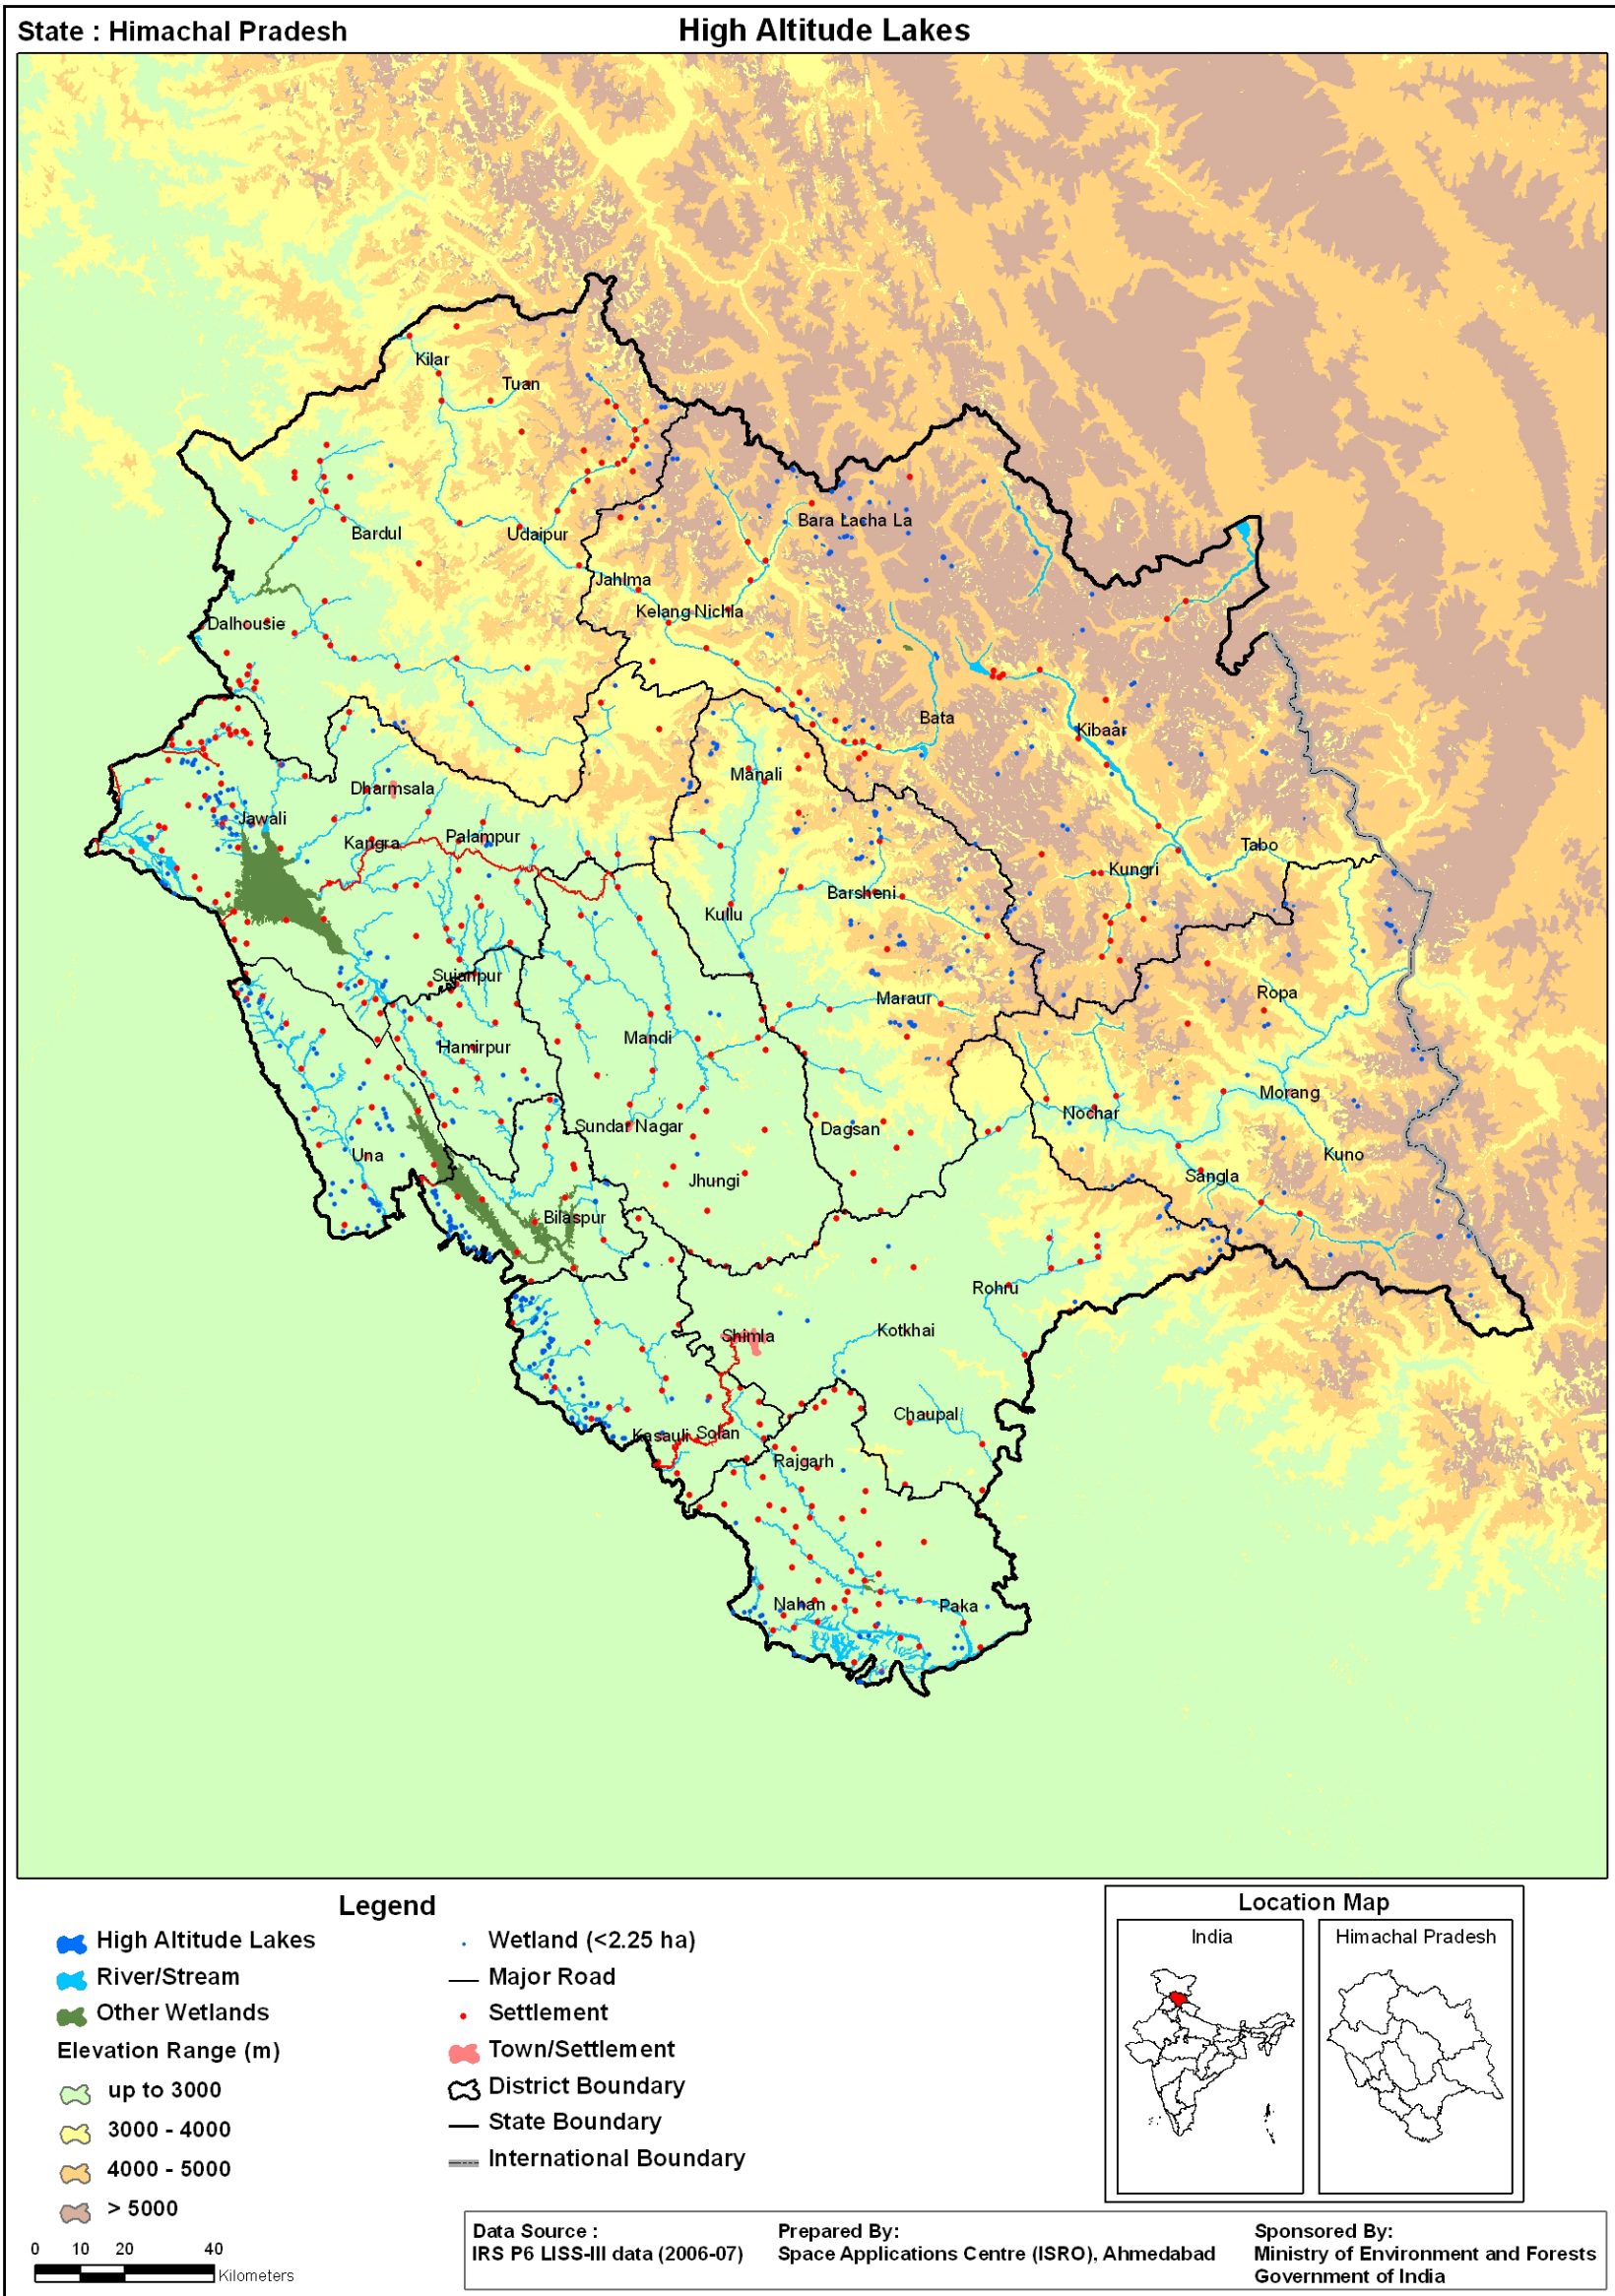 State : Himachal Pradesh
High Altitude Lakes
Kilar
Tuan
Bara Lacha La
Bardul
Udaipur
Jahlma
Kelang Nichla
Dalhousie
Bata
Kibaar
Manali
Dharmsala
Jawali
Kangra
Palampur
Tabo
Kungri
Barsheni
Kullu
Sujanpur
Maraur
Ropa
Mandi
Hamirpur
Morang
Nochar
Sundar Nagar
Dagsan
Una
Kuno
Jhungi
Sangla
Bilaspur
Rohru
Shimla
Kotkhai
Chaupal
Kasauli
Solan
Rajgarh
Nahan
Paka
Legend
High Altitude Lakes
River/Stream
Other Wetlands
Elevation Range (m)
up to 3000
3000 - 4000
4000 - 5000
> 5000
Wetland (<2.25 ha)
Major Road
Settlement
Town/Settlement
District Boundary
State Boundary
International Boundary
0 10 20 40
Kilometers
Location Map
India
Himachal Pradesh
Data Source :
IRS P6 LISS-III data (2006-07)
Prepared By:
Space Applications Centre (ISRO), Ahmedabad
Sponsored By:
Ministry of Environment and Forests
Government of India